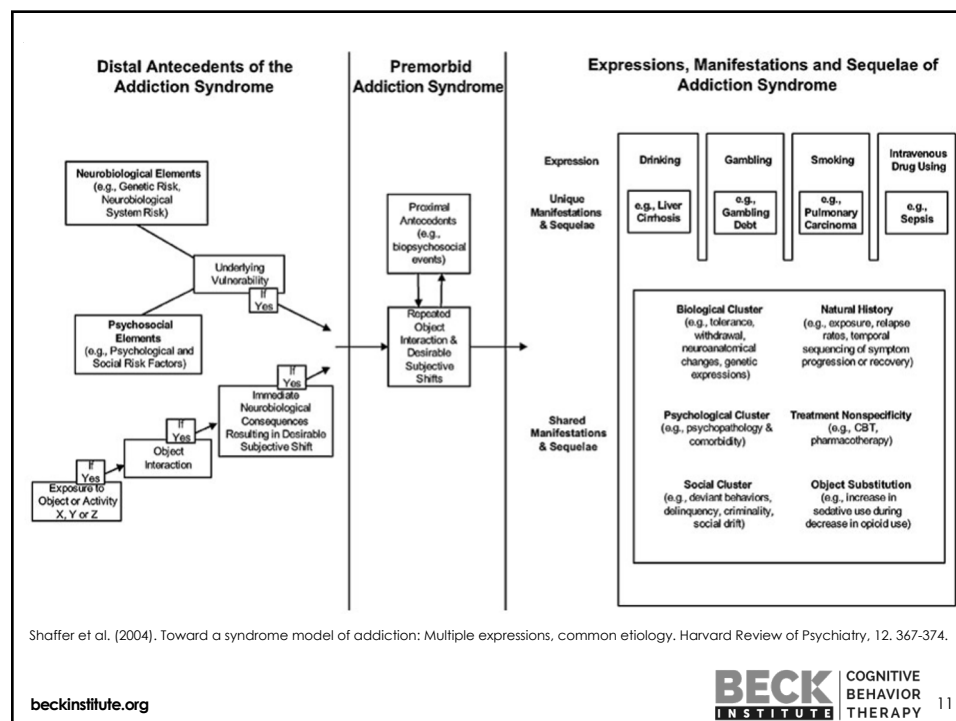 Distal Antecedents of the
Addiction Syndrome
Neurobiological Elements
(e.g., Genetic Risk,
Neurobiological
System Risk)
Underlying
Vulnerability
If
Yes
Psychosocial
Elements
(e.g., Psychological and
Social Risk Factors)
If
Yes
Immediate
Neurobiological
Consequences
Resulting in Desirable
Subjective Shift
If
Yes
Object
Interaction
If
Yes
Exposure to
Object or Activity
X, Y or Z
Premorbid
Addiction Syndrome
Proximal
Antecedents
(e.g.,
biopsychosocial
events)
Repeated
Object
Interaction &
Desirable
Subjective
Shifts
Expressions, Manifestations and Sequelae of
Addiction Syndrome
Expression
Drinking
Gambling
Smoking
Intravenous
Drug Using
Unique
Manifestations
& Sequelae
e.g., Liver
Cirrhosis
e.g.,
Gambling
Debt
e.g.,
Pulmonary
Carcinoma
e.g.,
Sepsis
Shared
Manifestations
& Sequelae
Biological Cluster
(e.g., tolerance,
withdrawal,
neuroanatomical
changes, genetic
expressions)
Natural History
(e.g., exposure, relapse
rates, temporal
sequencing of symptom
progression or recovery)
Psychological Cluster
(e.g., psychopathology &
comorbidity)
Treatment Nonspecificity
(e.g., CBT,
pharmacotherapy)
Social Cluster
(e.g., deviant behaviors,
delinquency, criminality,
social drift)
Object Substitution
(e.g., increase in
sedative use during
decrease in opioid use)
Shaffer et al. (2004). Toward a syndrome model of addiction: Multiple expressions, common etiology. Harvard Review of Psychiatry, 12. 367-374.
beckinstitute.org
BECK
INSTITUTE
COGNITIVE
BEHAVIOR
THERAPY
11